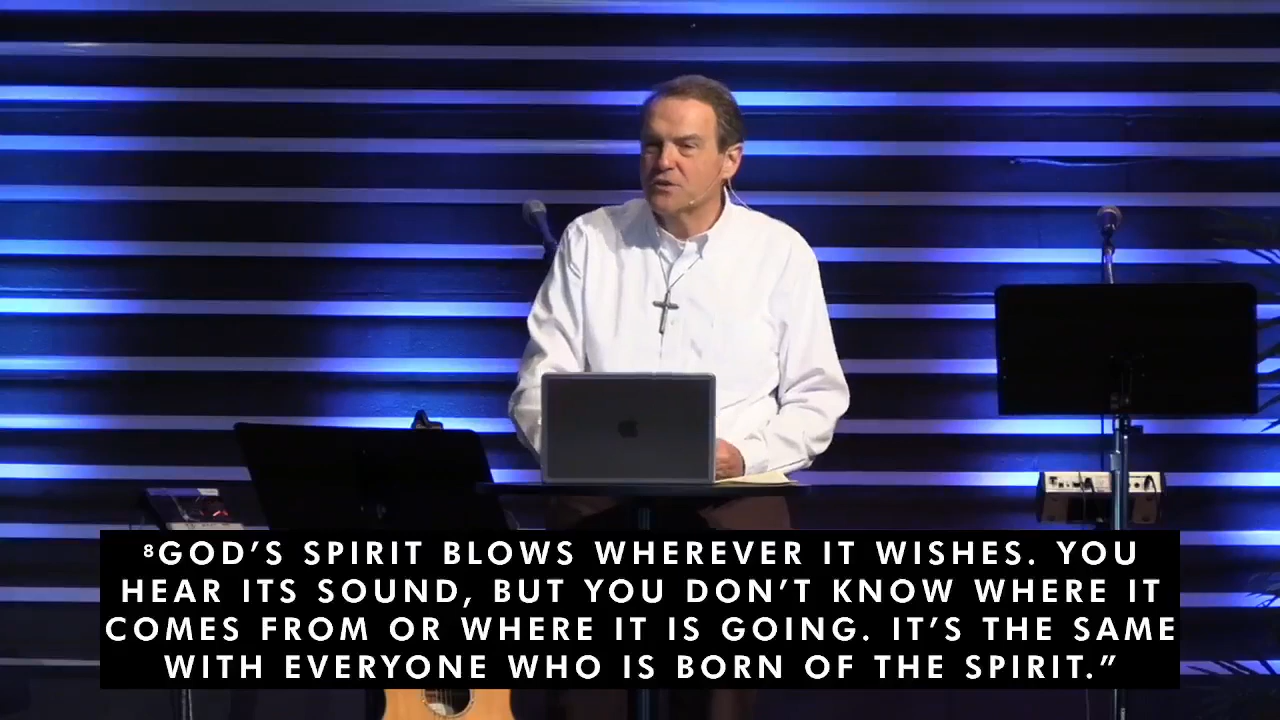 ⁸GOD'S SPIRIT BLOWS WHEREVER IT WISHES. YOU
HEAR ITS SOUND, BUT YOU DON'T KNOW WHERE IT
COMES FROM OR WHERE IT IS GOING. IT'S THE SAME
WITH EVERYONE WHO IS BORN OF THE SPIRIT.”